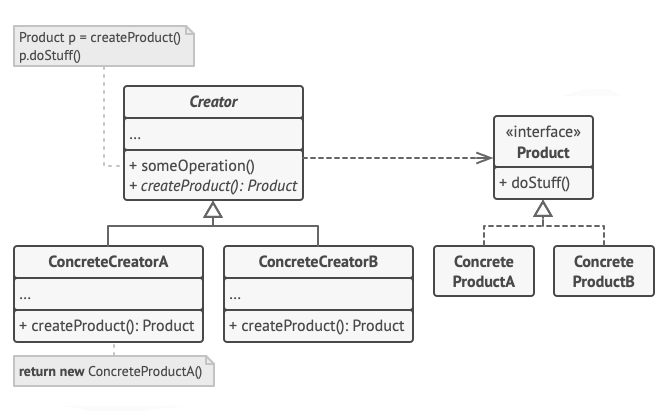 Product p = createProduct()
p.doStuff()
Creator
...
+ someOperation()
+ createProduct(): Product
«interface»
Product
+ doStuff()
ConcreteCreatorA
...
+ createProduct(): Product
ConcreteCreatorB
...
+ createProduct(): Product
Concrete
ProductA
Concrete
ProductB
return new ConcreteProductA()